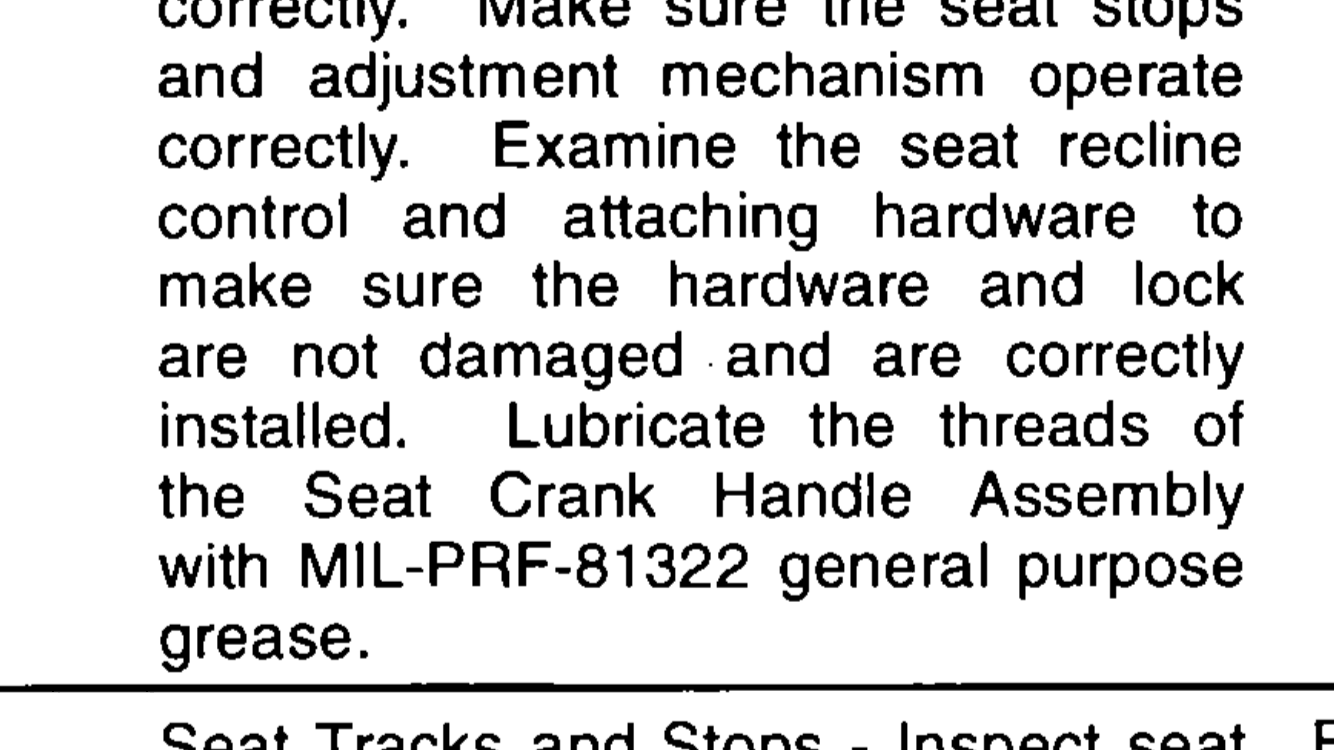 correctly. Make sure the seat stops
and adjustment mechanism operate
correctly. Examine the seat recline
control and attaching hardware to
make sure the hardware and lock
are not damaged and are correctly
installed. Lubricate the threads of
the Seat Crank Handle Assembly
with MIL-PRF-81322 general purpose
grease.
Seat Tracks and Stops - Inspect seat